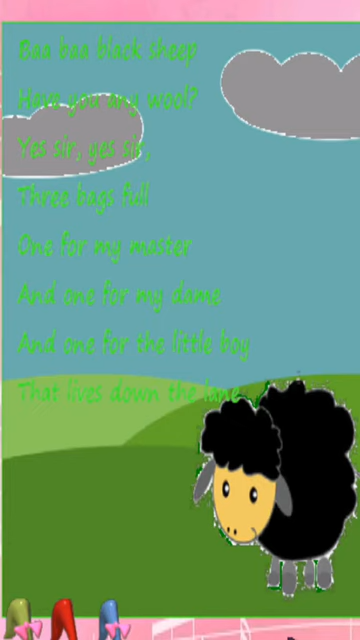 Baa baa black sheep
Have you any wool?
Yes sir, yes sir,
Three bags full
One for my master
And one for my dame
And one for the little boy
That lives down the lane